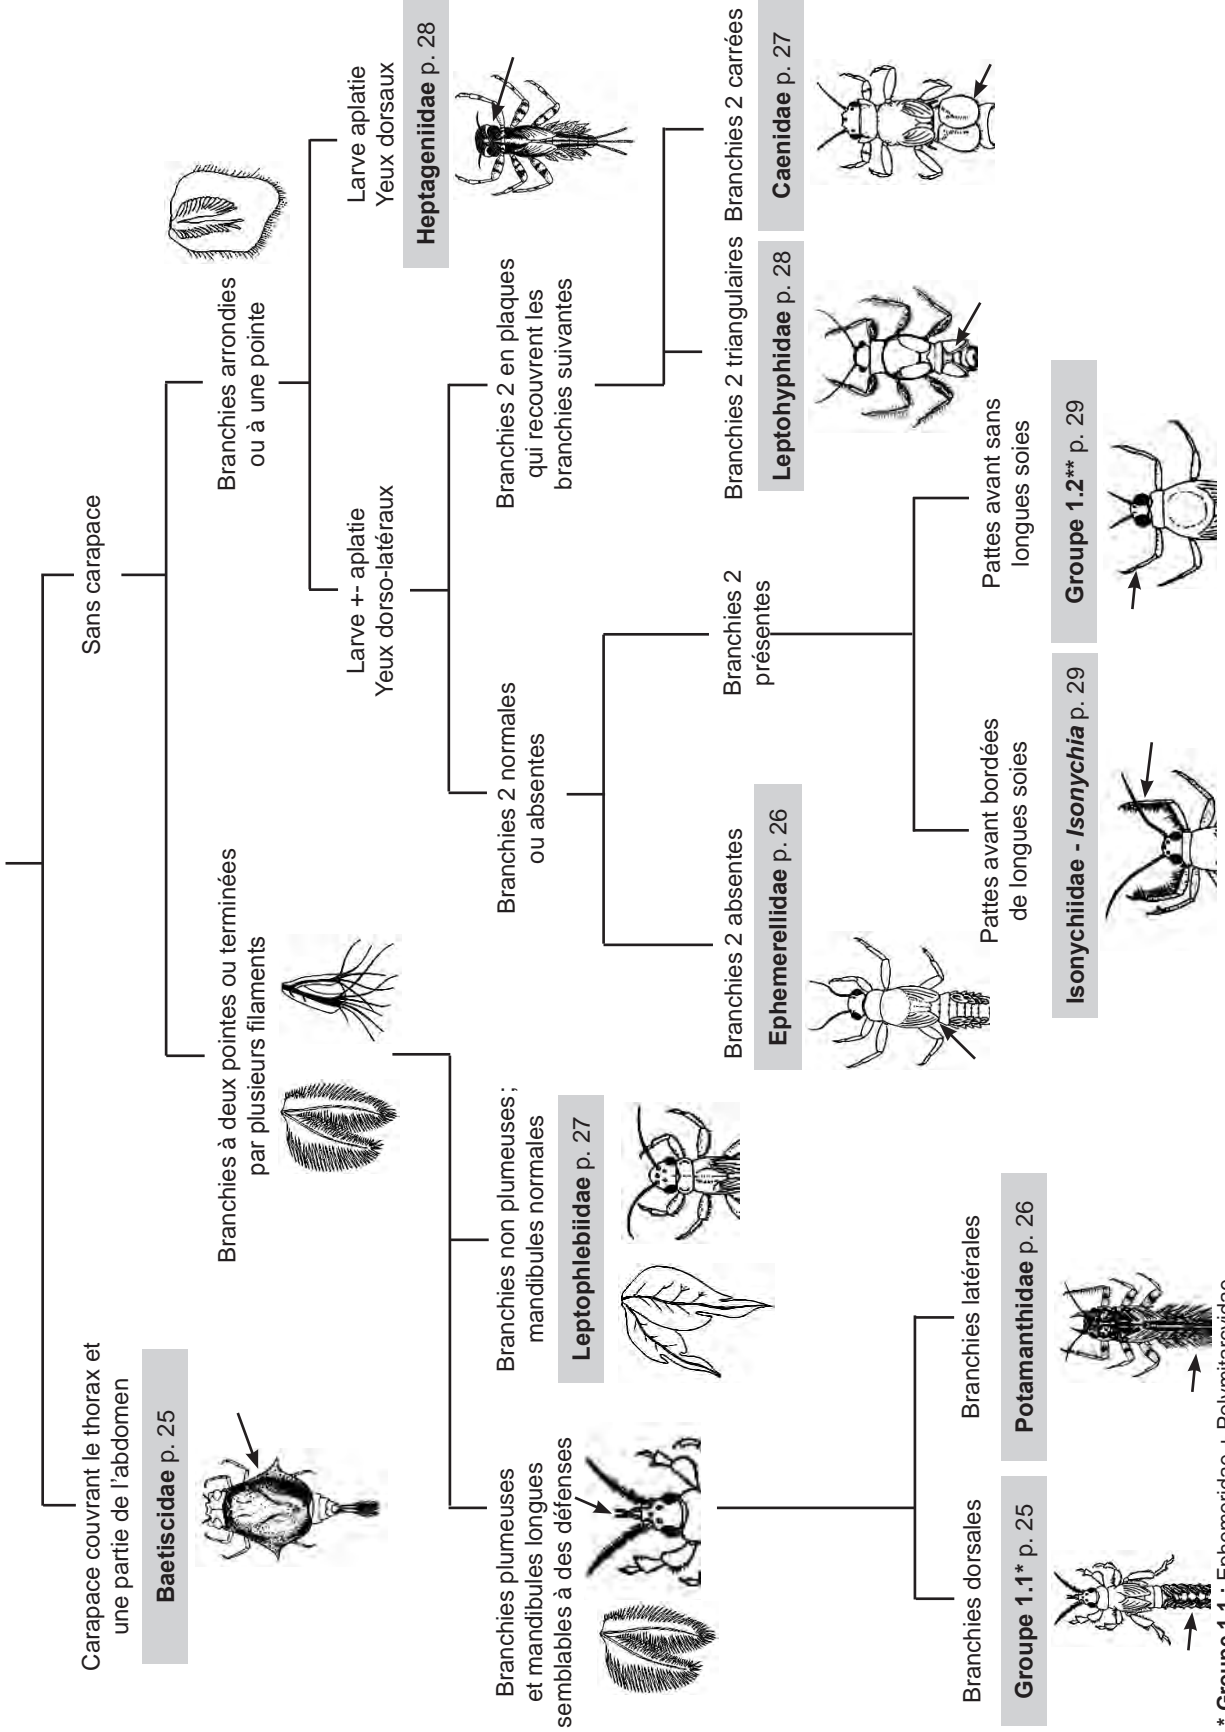 Carapace couvrant le thorax et
une partie de l'abdomen
Baetiscidae p. 25
Sans carapace
Branchies à deux pointes ou terminées
par plusieurs filaments
Branchies arrondies
ou à une pointe
Branchies plumeuses
et mandibules longues
semblables à des défenses
Branchies non plumeuses;
mandibules normales
Leptophlebiidae p. 27
Larve +- aplatie
Yeux dorso-latéraux
Larve aplatie
Yeux dorsaux
Heptageniidae p. 28
Branchies 2 normales
ou absentes
Branchies 2 en plaques
qui recouvrent les
branchies suivantes
Branchies 2 absentes
Ephemerellidae p. 26
Branchies 2
présentes
Branchies 2 triangulaires
Leptohyphidae p. 28
Branchies 2 carrées
Caenidae p. 27
Branchies dorsales
Groupe 1.1* p. 25
Branchies latérales
Potamanthidae p. 26
Pattes avant bordées
de longues soies
Isonychiidae - Isonychia p. 29
Pattes avant sans
longues soies
Groupe 1.2** p. 29
* Groupe 1.1 : Ephemeridae + Polymitarcyidae